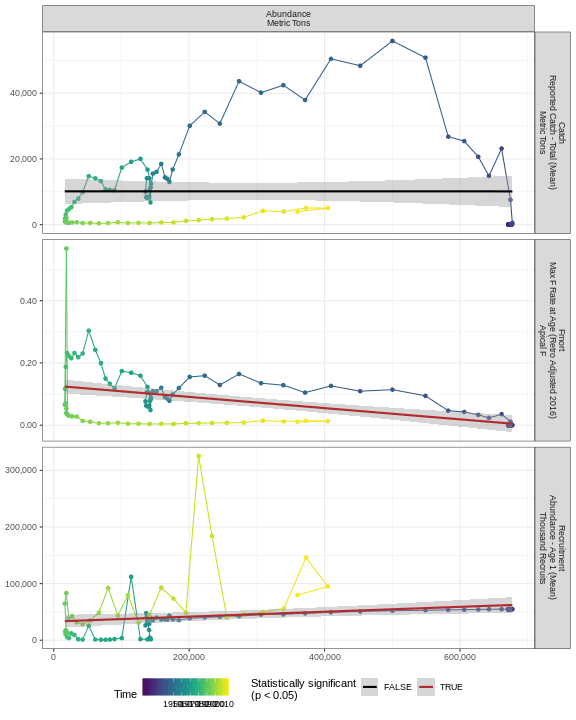 Abundance
Metric Tons
40,000
20,000
0
Catch
Reported Catch - Total (Mean)
Metric Tons
0.40
0.20
0.00
Fmort
Max F Rate at Age (Retro Adjusted 2016)
Apical F
300,000
200,000
100,000
0
Recruitment
Abundance - Age 1 (Mean)
Thousand Recruits
0
200,000
400,000
600,000
Time
2010
Statistically significant
(p < 0.05)
FALSE
TRUE